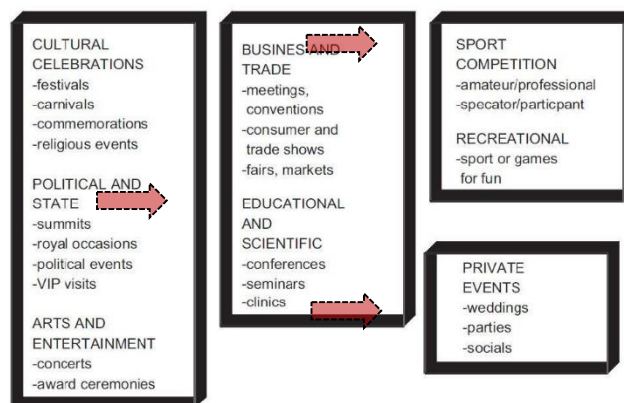 CULTURAL
CELEBRATIONS
-festivals
-carnivals
-commemorations
-religious events
POLITICAL AND
STATE
-summits
-royal occasions
-political events
-VIP visits
ARTS AND
ENTERTAINMENT
-concerts
-award ceremonies
BUSINES AND
TRADE
-meetings,
conventions
-consumer and
trade shows
-fairs, markets
EDUCATIONAL
AND
SCIENTIFIC
-conferences
-seminars
-clinics
SPORT
COMPETITION
-amateur/professional
-specator/particpant
RECREATIONAL
-sport or games
for fun
PRIVATE
EVENTS
-weddings
-parties
-socials